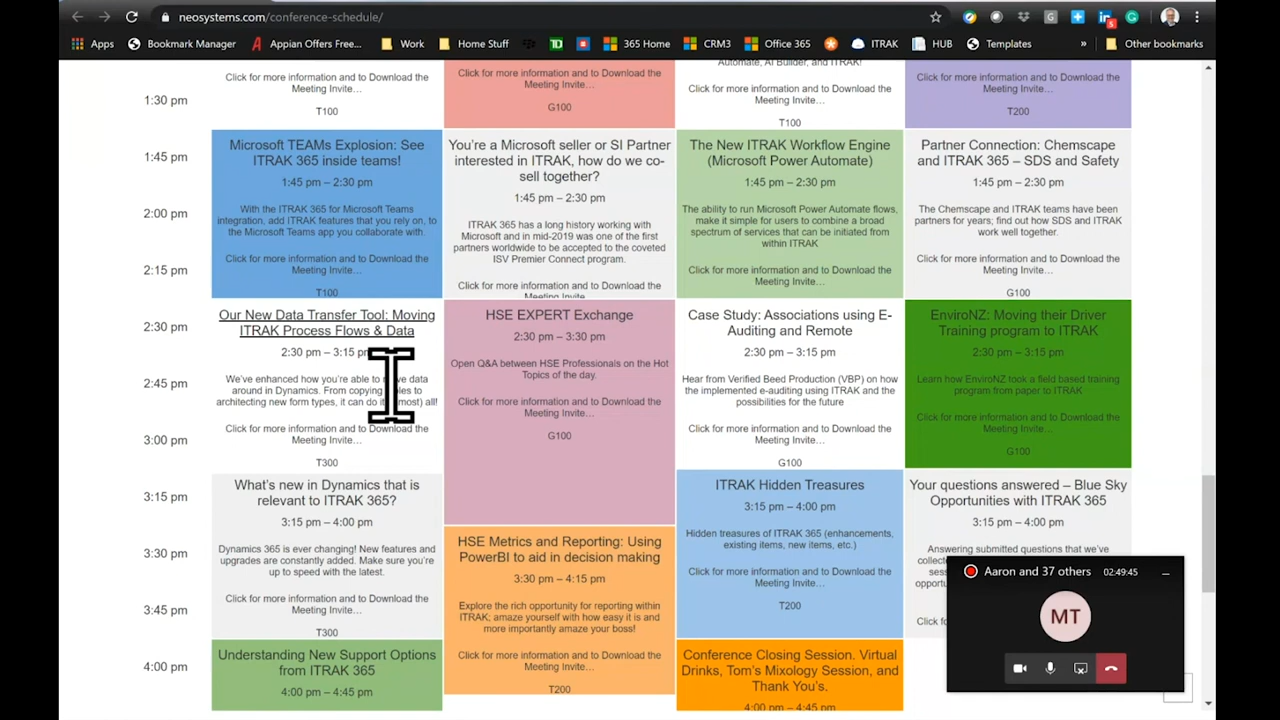 neosystems.com/conference-schedule/
Apps
Bookmark Manager
Appian Offers Free...
Work
Home Stuff
365 Home
CRM3
Office 365
ITRAK
HUB
Templates
»
Other bookmarks
1:30 pm
1:45 pm
2:00 pm
2:15 pm
2:30 pm
2:45 pm
3:00 pm
3:15 pm
3:30 pm
3:45 pm
4:00 pm
Click for more information and to Download the
Meeting Invite…
T100
Microsoft TEAMs Explosion: See
ITRAK 365 inside teams!
1:45 pm – 2:30 pm
With the ITRAK 365 for Microsoft Teams
integration, add ITRAK features that you rely on, to
the Microsoft Teams app you collaborate with.
Click for more information and to Download the
Meeting Invite…
T100
Our New Data Transfer Tool: Moving
ITRAK Process Flows & Data
2:30 pm – 3:15 pm
We've enhanced how you're able to data
around in Dynamics. From copying to
architecting new form types, it can do most) all!
Click for more information and to Download the
Meeting Invite…
T300
What's new in Dynamics that is
relevant to ITRAK 365?
3:15 pm – 4:00 pm
Dynamics 365 is ever changing! New features and
upgrades are constantly added. Make sure you're
up to speed with the latest.
Click for more information and to Download the
Meeting Invite…
T300
Understanding New Support Options
from ITRAK 365
4:00 pm – 4:45 pm
Click for more information and to Download the
Meeting Invite…
G100
You're a Microsoft seller or SI Partner
interested in ITRAK, how do we co-
sell together?
1:45 pm – 2:30 pm
ITRAK 365 has a long history working with
Microsoft and in mid-2019 was one of the first
partners worldwide to be accepted to the coveted
ISV Premier Connect program.
Click for more information and to Download the
Meeting Invite
HSE EXPERT Exchange
2:30 pm – 3:30 pm
Open Q&A between HSE Professionals on the Hot
Topics of the day.
Click for more information and to Download the
Meeting Invite…
G100
HSE Metrics and Reporting: Using
PowerBI to aid in decision making
3:30 pm – 4:15 pm
Explore the rich opportunity for reporting within
ITRAK; amaze yourself with how easy it is and
more importantly amaze your boss!
Click for more information and to Download the
Meeting Invite…
T200
Automate, AI Builder, and ITRAK!
Click for more information and to Download the
Meeting Invite…
T100
The New ITRAK Workflow Engine
(Microsoft Power Automate)
1:45 pm – 2:30 pm
The ability to run Microsoft Power Automate flows,
make it simple for users to combine a broad
spectrum of services that can be initiated from
within ITRAK
Click for more information and to Download the
Meeting Invite…
Case Study: Associations using E-
Auditing and Remote
2:30 pm – 3:15 pm
Hear from Verified Beed Production (VBP) on how
the implemented e-auditing using ITRAK and the
possibilities for the future
Click for more information and to Download the
Meeting Invite…
G100
ITRAK Hidden Treasures
3:15 pm – 4:00 pm
Hidden treasures of ITRAK 365 (enhancements,
existing items, new items, etc.)
Click for more information and to Download the
Meeting Invite…
T200
Conference Closing Session. Virtual
Drinks, Tom's Mixology Session, and
Thank You's.
4:00 pm – 4:45 pm
Click for more information and to Download the
Meeting Invite…
T200
Partner Connection: Chemscape
and ITRAK 365 – SDS and Safety
1:45 pm – 2:30 pm
The Chemscape and ITRAK teams have been
partners for years; find out how SDS and ITRAK
work well together.
Click for more information and to Download the
Meeting Invite…
G100
EnviroNZ: Moving their Driver
Training program to ITRAK
2:30 pm – 3:15 pm
Learn how EnviroNZ took a field based training
program from paper to ITRAK
Click for more information and to Download the
Meeting Invite…
G100
Your questions answered – Blue Sky
Opportunities with ITRAK 365
3:15 pm – 4:00 pm
Answering submitted questions that we've
Click
Aaron and 37 others
02:49:45
MT